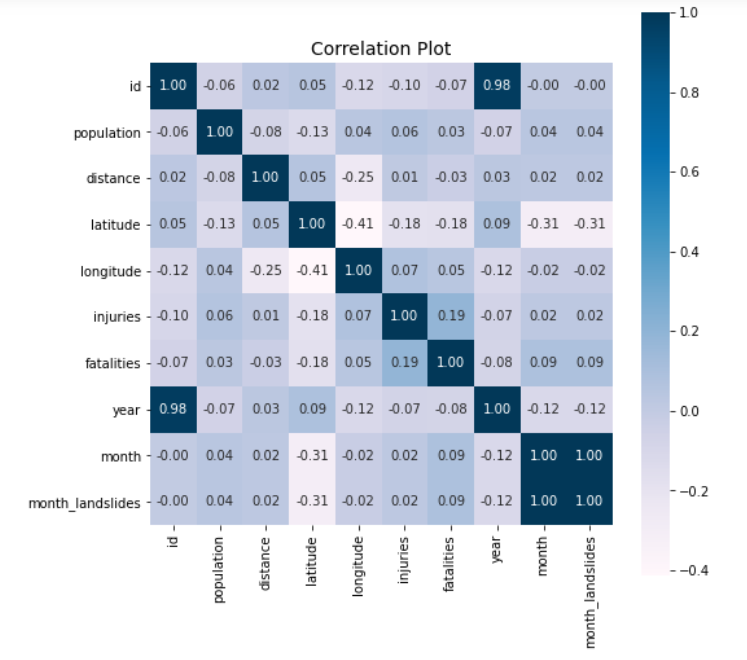 Correlation Plot
id 1.00 -0.06 0.02 0.05 -0.12 -0.10 -0.07 0.98 -0.00 -0.00
population -0.06 1.00 -0.08 -0.13 0.04 0.06 0.03 -0.07 0.04 0.04
distance 0.02 -0.08 1.00 0.05 -0.25 0.01 -0.03 0.03 0.02 0.02
latitude 0.05 -0.13 0.05 1.00 -0.41 -0.18 -0.18 0.09 -0.31 -0.31
longitude -0.12 0.04 -0.25 -0.41 1.00 0.07 0.05 -0.12 -0.02 -0.02
injuries -0.10 0.06 0.01 -0.18 0.07 1.00 0.19 -0.07 0.02 0.02
fatalities -0.07 0.03 -0.03 -0.18 0.05 0.19 1.00 -0.08 0.09 0.09
year 0.98 -0.07 0.03 0.09 -0.12 -0.07 -0.08 1.00 -0.12 -0.12
month -0.00 0.04 0.02 -0.31 -0.02 0.02 0.09 -0.12 1.00 1.00
month_landslides -0.00 0.04 0.02 -0.31 -0.02 0.02 0.09 -0.12 1.00 1.00
id population distance latitude longitude injuries fatalities year month month_landslides
1.0
0.8
0.6
0.4
0.2
0.0
−0.2
−0.4